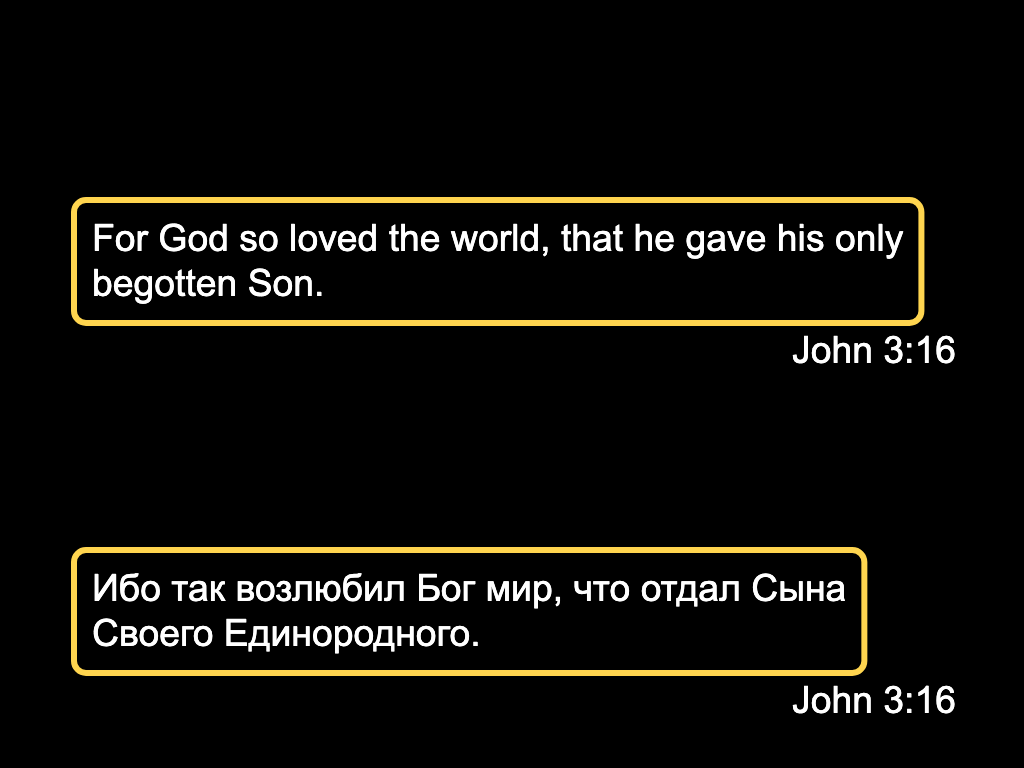 For God so loved the world, that he gave his only
begotten Son.
John 3:16
Ибо так возлюбил Бог мир, что отдал Сына
Своего Единородного.
John 3:16